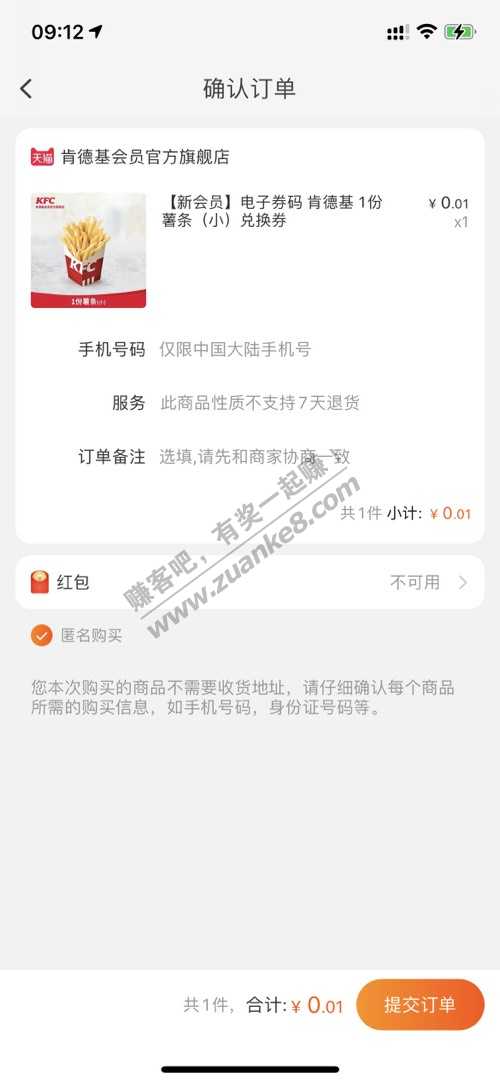 09:12
确认订单
天猫 肯德基会员官方旗舰店
KFC
【新会员】电子券码 肯德基 1份 ¥ 0.01
薯条（小）兑换券 x1
KFC
1份薯条(小)
手机号码 仅限中国大陆手机号
服务 此商品性质不支持7天退货
订单备注 选填,请先和商家协商一致
共1件 小计: ¥ 0.01
红包 不可用
匿名购买
赚客吧，有奖一起赚！
www.zuanke8.com
您本次购买的商品不需要收货地址，请仔细确认每个商品
所需的购买信息，如手机号码，身份证号码等。
共1件， 合计: ¥ 0.01 提交订单